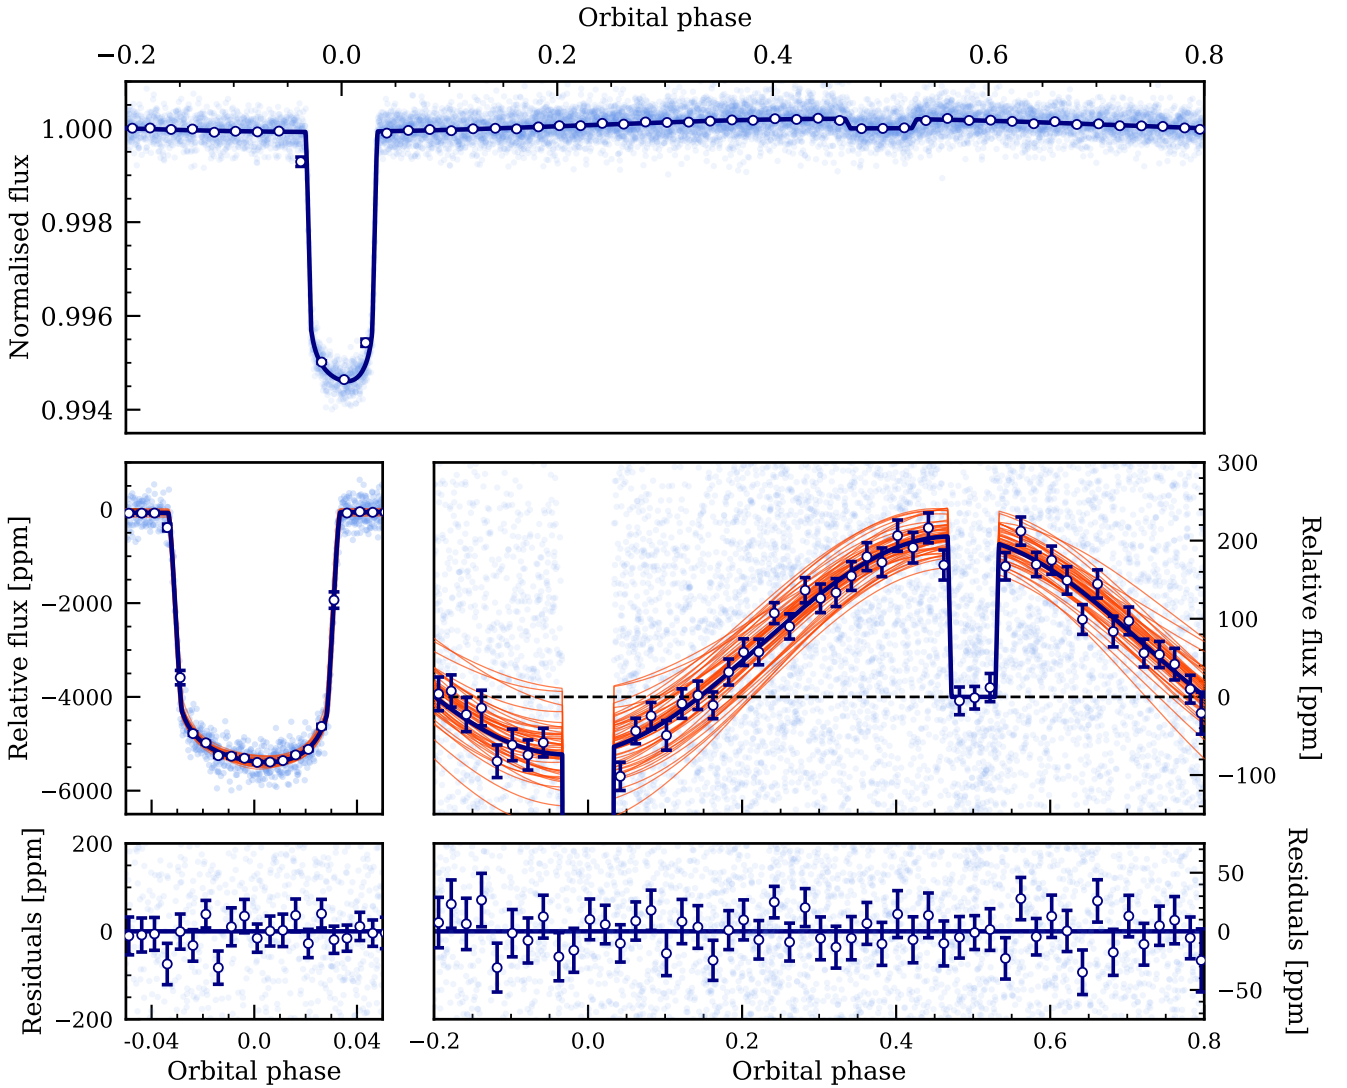 Orbital phase
−0.2 0.0 0.2 0.4 0.6 0.8
Normalised flux
1.000
0.998
0.996
0.994
Relative flux [ppm]
0
−2000
−4000
−6000
300
200
100
0
−100
Relative flux [ppm]
Residuals [ppm]
200
0
−200
50
0
−50
Residuals [ppm]
-0.04 0.0 0.04
−0.2 0.0 0.2 0.4 0.6 0.8
Orbital phase
Orbital phase